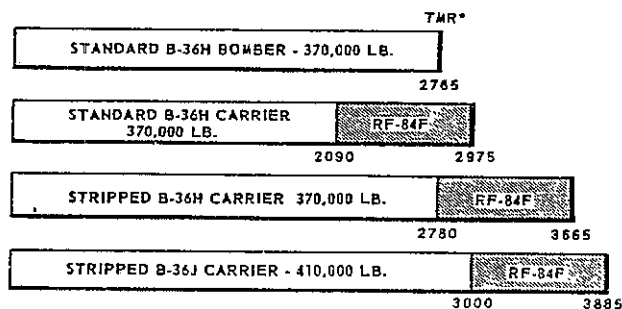 TMR*
STANDARD B-36H BOMBER - 370,000 LB.
2765
STANDARD B-36H CARRIER
370,000 LB.
RF-84F
2090 2975
STRIPPED B-36H CARRIER 370,000 LB.
RF-84F
2780 3665
STRIPPED B-36J CARRIER - 410,000 LB.
RF-84F
3000 3885